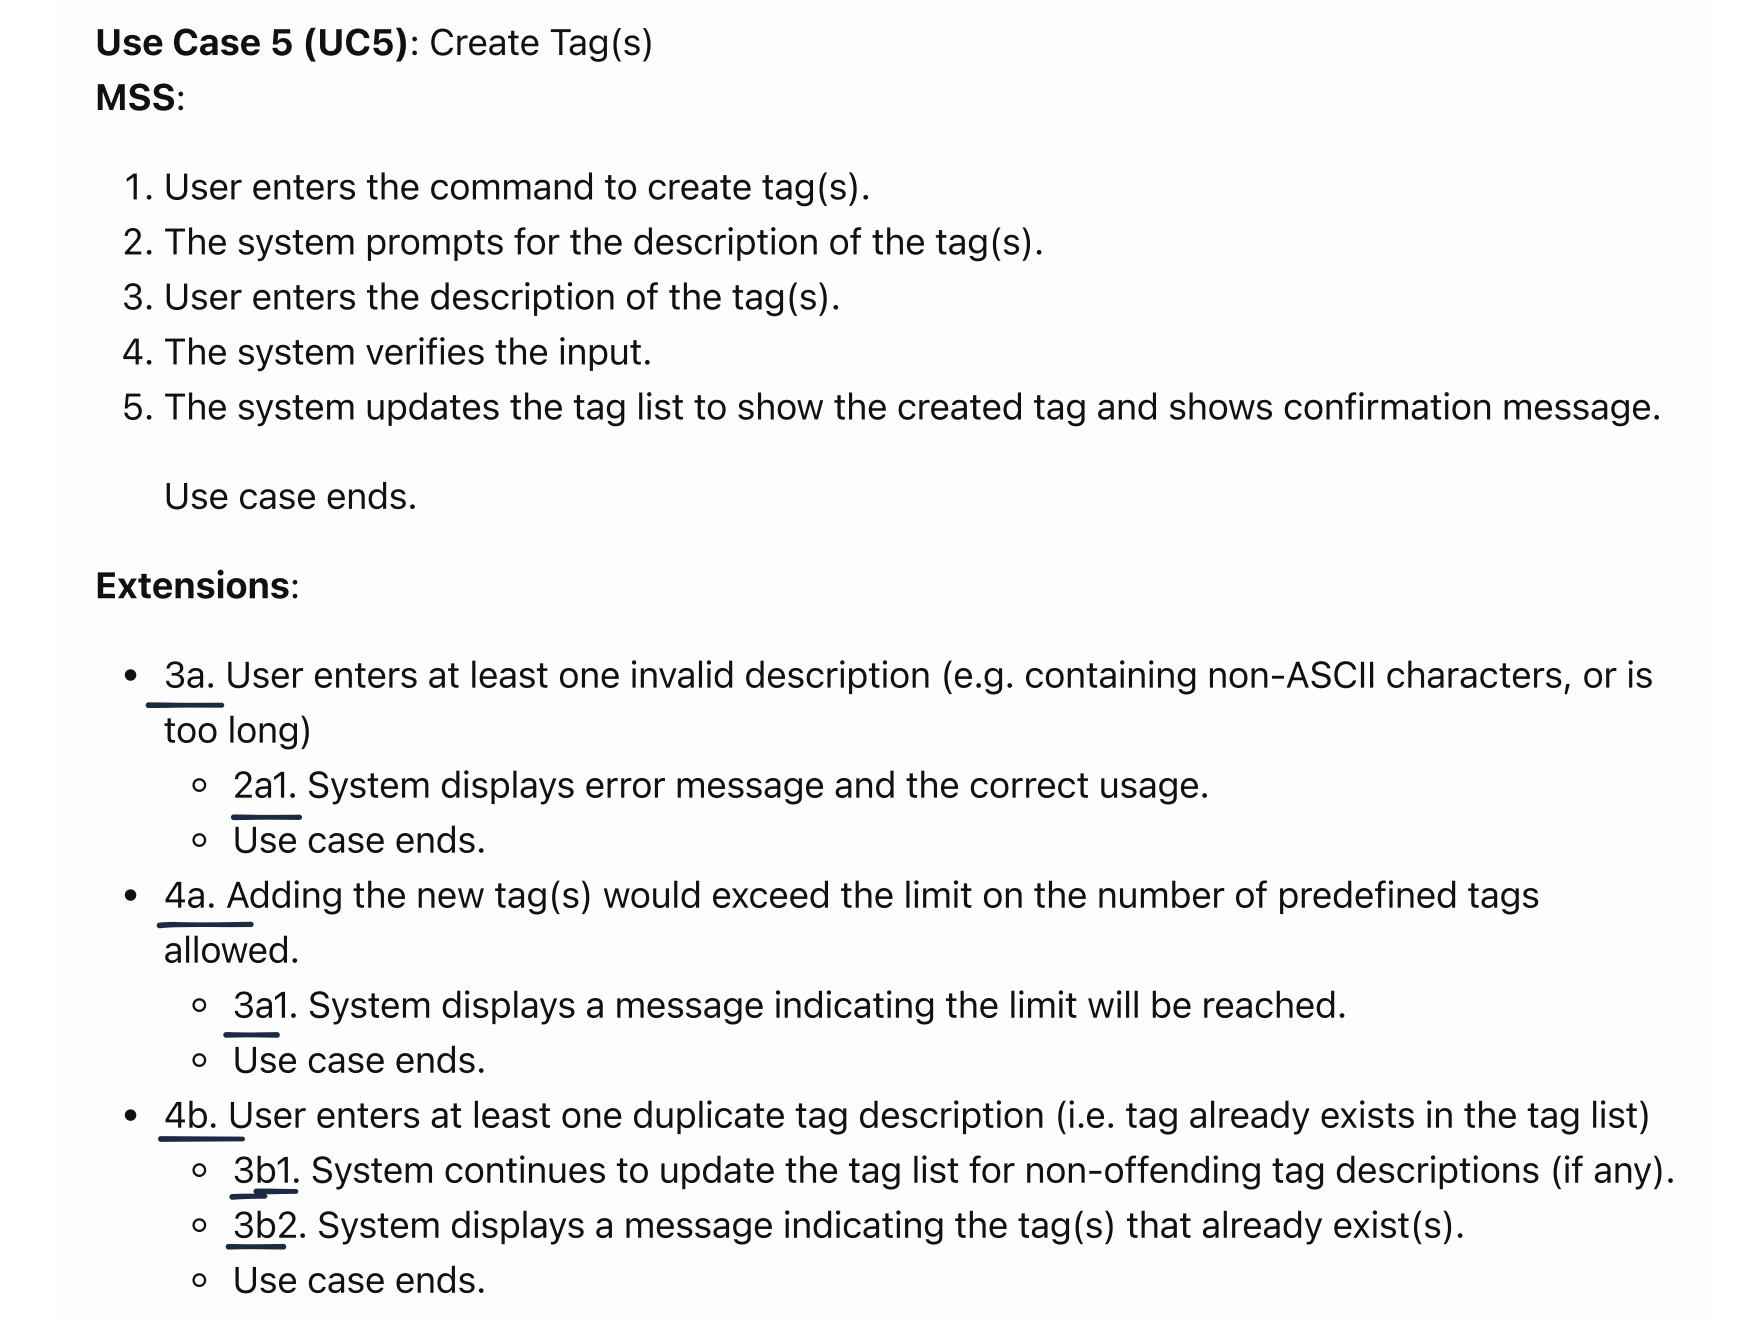 Use Case 5 (UC5): Create Tag(s)
MSS:
1. User enters the command to create tag(s).
2. The system prompts for the description of the tag(s).
3. User enters the description of the tag(s).
4. The system verifies the input.
5. The system updates the tag list to show the created tag and shows confirmation message.
Use case ends.
Extensions:
• 3a. User enters at least one invalid description (e.g. containing non-ASCII characters, or is
too long)
◦ 2a1. System displays error message and the correct usage.
◦ Use case ends.
• 4a. Adding the new tag(s) would exceed the limit on the number of predefined tags
allowed.
◦ 3a1. System displays a message indicating the limit will be reached.
◦ Use case ends.
• 4b. User enters at least one duplicate tag description (i.e. tag already exists in the tag list)
◦ 3b1. System continues to update the tag list for non-offending tag descriptions (if any).
◦ 3b2. System displays a message indicating the tag(s) that already exist(s).
◦ Use case ends.